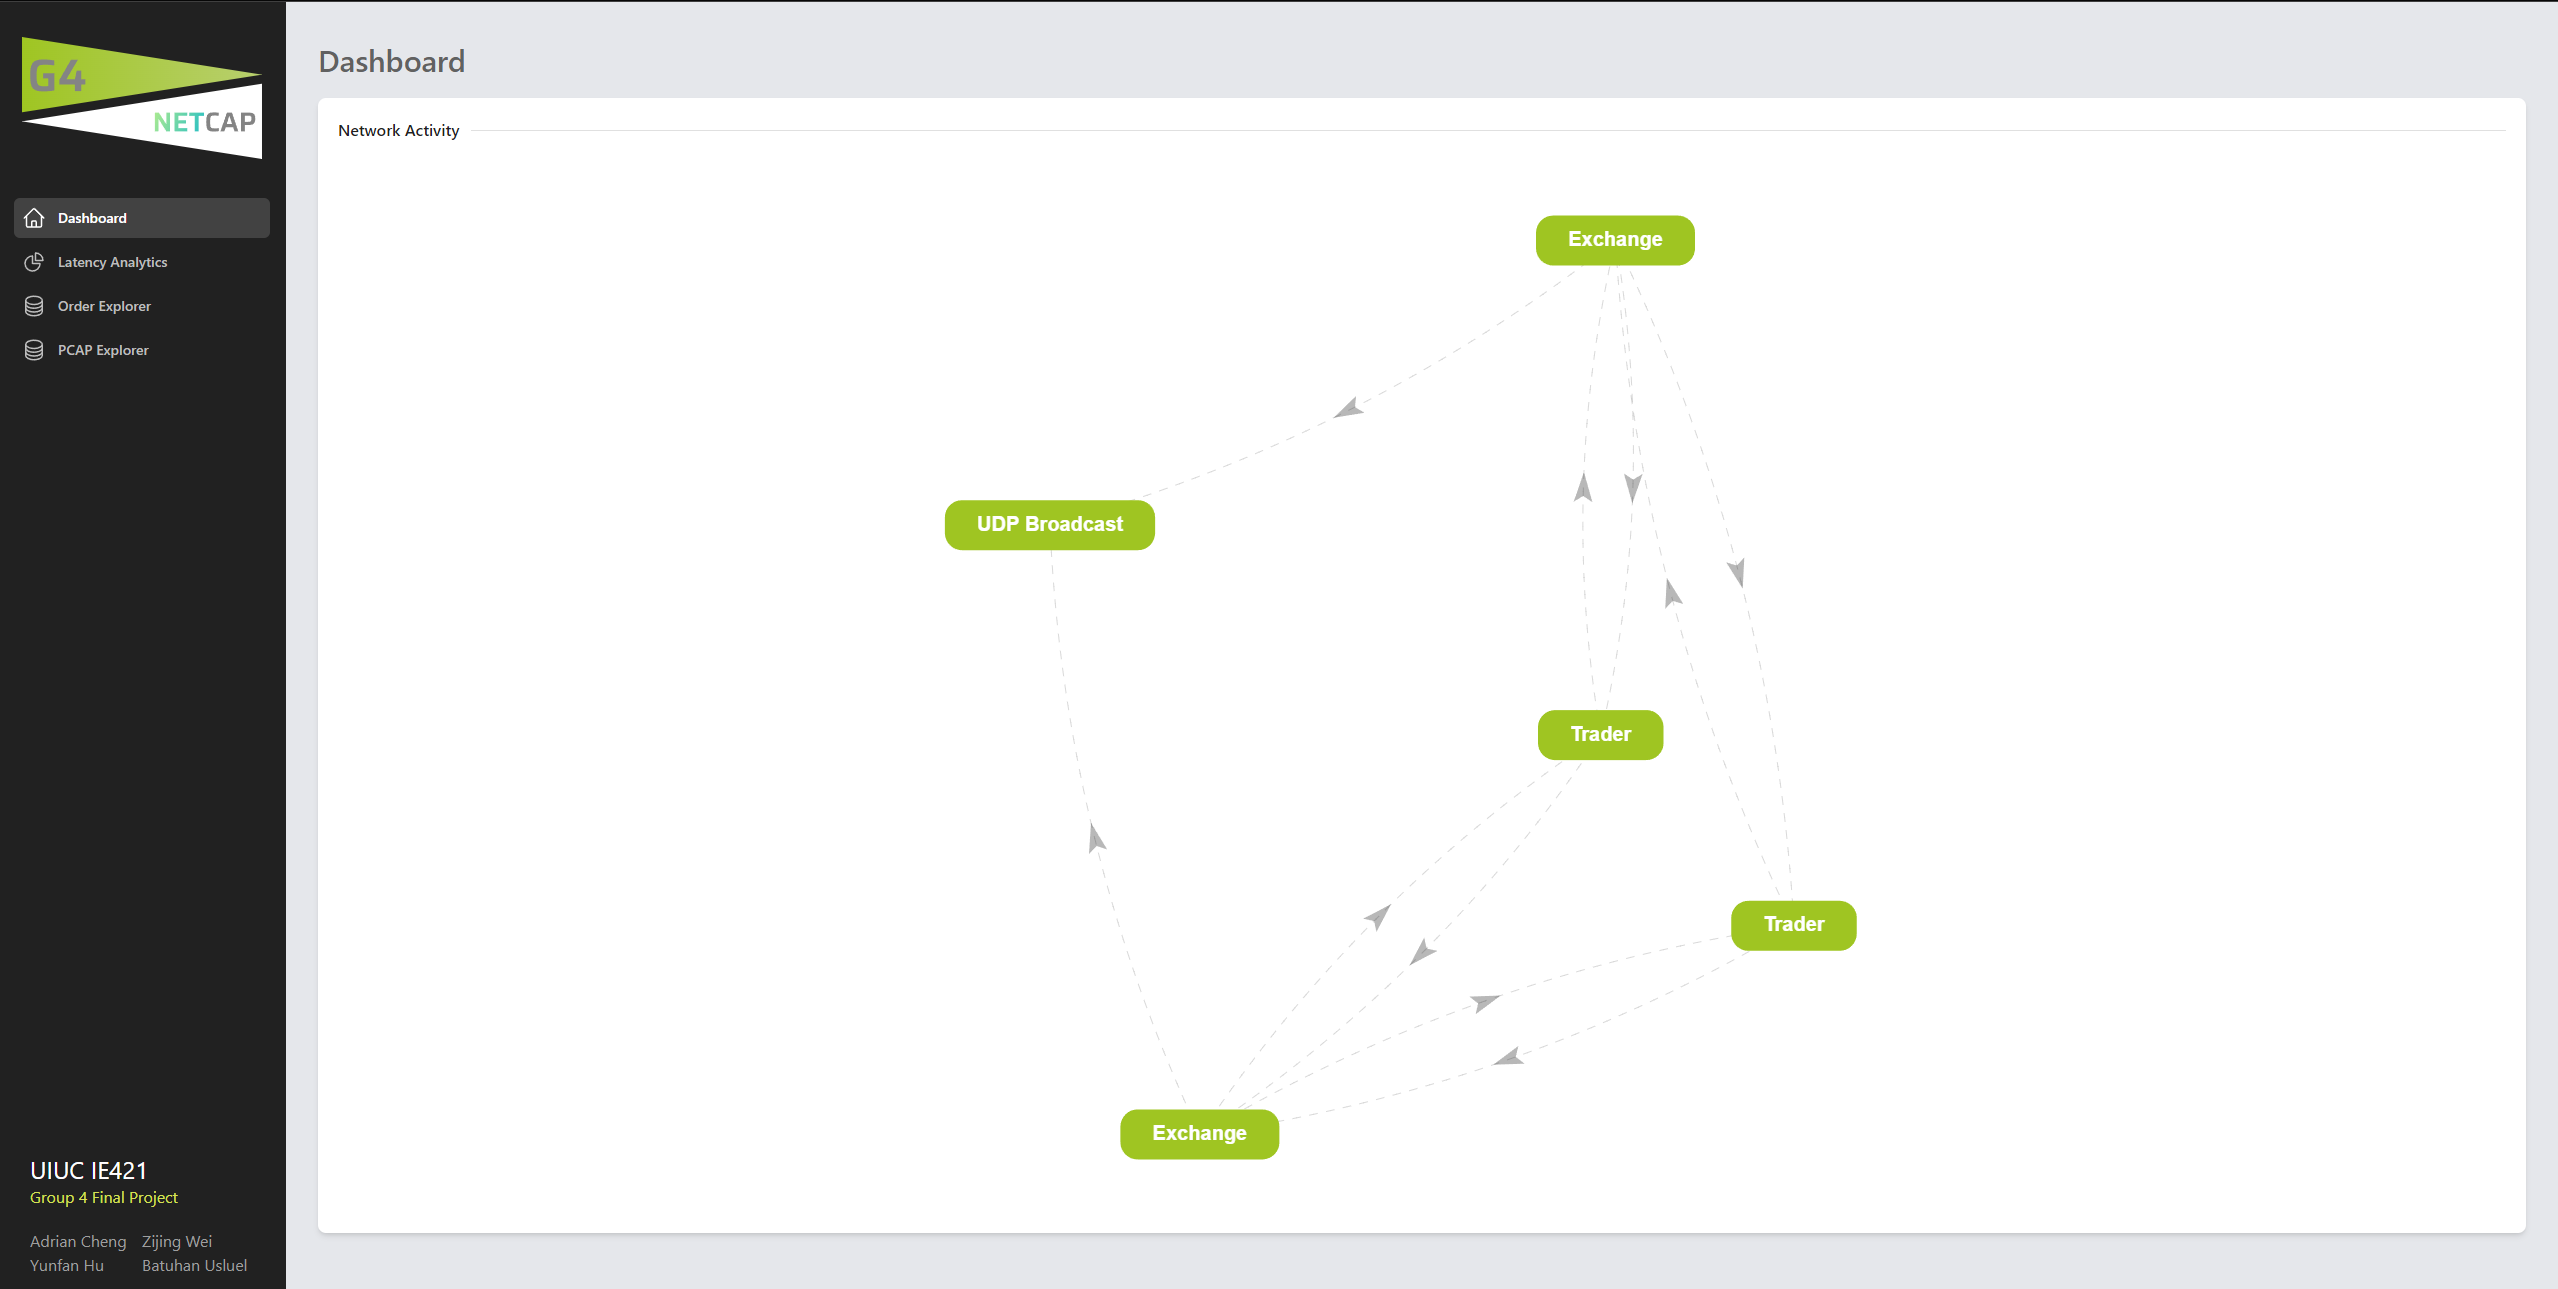 G4
NETCAP
Dashboard
Latency Analytics
Order Explorer
PCAP Explorer
UIUC IE421
Group 4 Final Project
Adrian Cheng Zijing Wei
Yunfan Hu Batuhan Usluel
Dashboard
Network Activity
Exchange
UDP Broadcast
Trader
Trader
Exchange